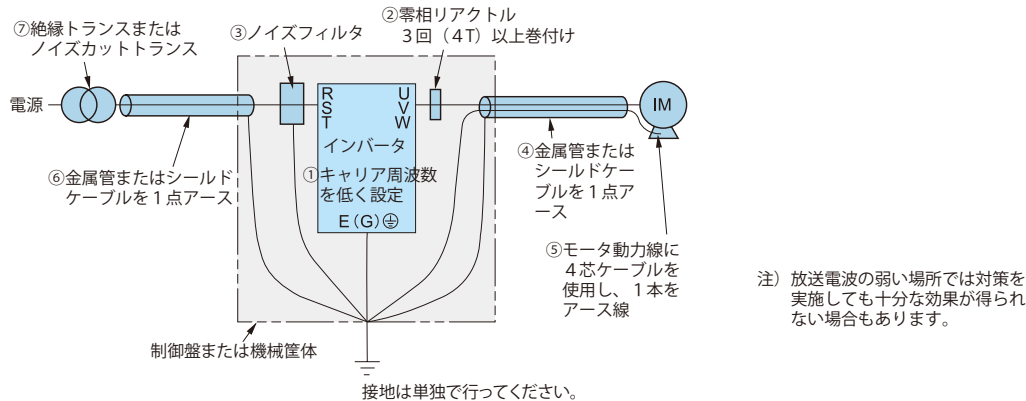 ⑦絶縁トランスまたは
ノイズカットトランス
③ノイズフィルタ
②零相リアクトル
3回（4T）以上巻付け
電源
R
S
T
U
V
W
IM
インバータ
①キャリア周波数
を低く設定
E(G)
⑥金属管またはシールド
ケーブルを1点アース
④金属管または
シールドケー
ブルを1点ア
ース
⑤モータ動力線に
4芯ケーブルを
使用し、1本を
アース線
注）放送電波の弱い場所では対策を
実施しても十分な効果が得られ
ない場合もあります。
制御盤または機械筐体
接地は単独で行ってください。